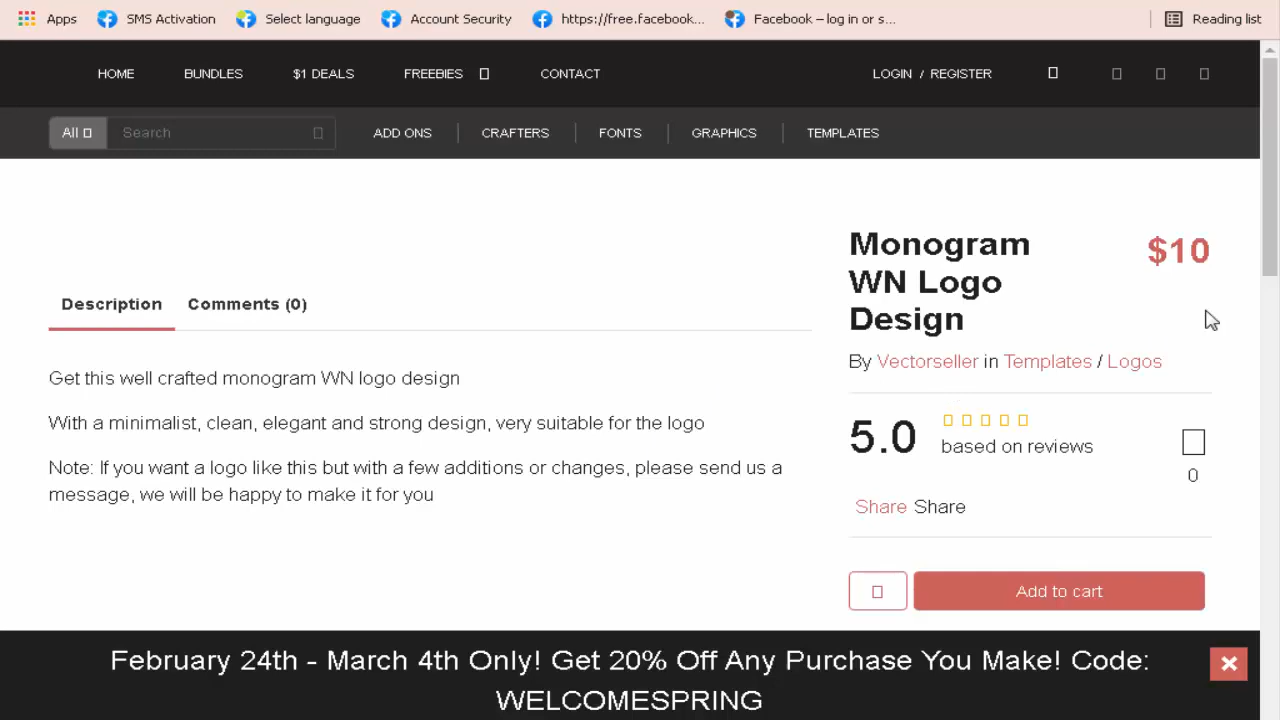 Apps SMS Activation Select language Account Security https://free.facebook... Facebook – log in or s... Reading list
HOME BUNDLES $1 DEALS FREEBIES CONTACT LOGIN / REGISTER
All Search ADD ONS CRAFTERS FONTS GRAPHICS TEMPLATES
Monogram
WN Logo
Design
$10
By Vectorseller in Templates / Logos
5.0
based on reviews
0
Share Share
Add to cart
Description Comments (0)
Get this well crafted monogram WN logo design
With a minimalist, clean, elegant and strong design, very suitable for the logo
Note: If you want a logo like this but with a few additions or changes, please send us a
message, we will be happy to make it for you
February 24th - March 4th Only! Get 20% Off Any Purchase You Make! Code:
WELCOMESPRING